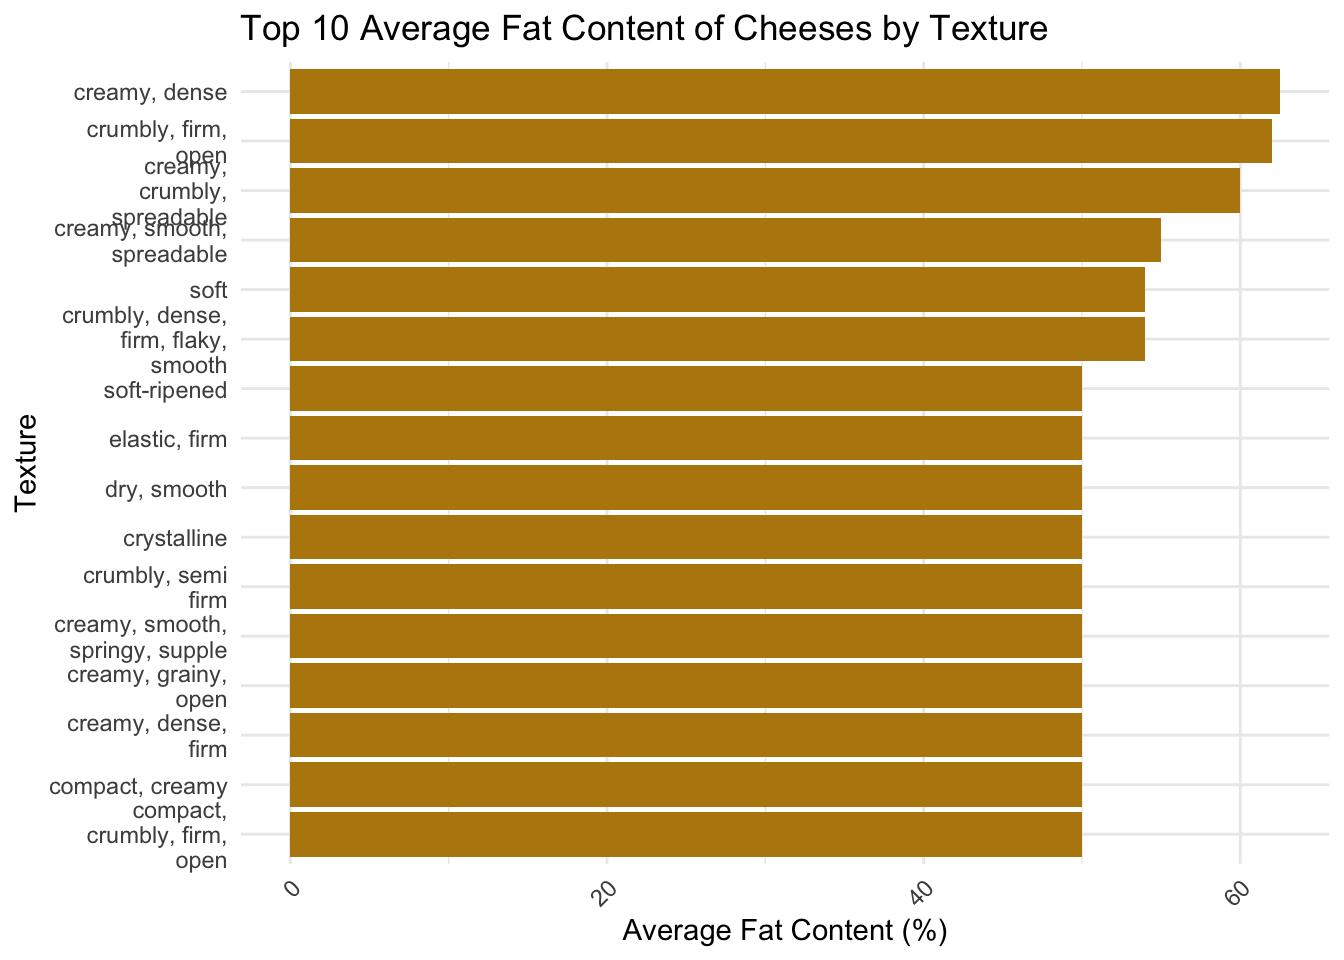 Top 10 Average Fat Content of Cheeses by Texture
creamy, dense
crumbly, firm,
open
creamy,
crumbly,
spreadable
creamy, smooth,
spreadable
soft
crumbly, dense,
firm, flaky,
smooth
soft-ripened
elastic, firm
dry, smooth
crystalline
crumbly, semi
firm
creamy, smooth,
springy, supple
creamy, grainy,
open
creamy, dense,
firm
compact, creamy
compact,
crumbly, firm,
open
Texture
0 20 40 60
Average Fat Content (%)